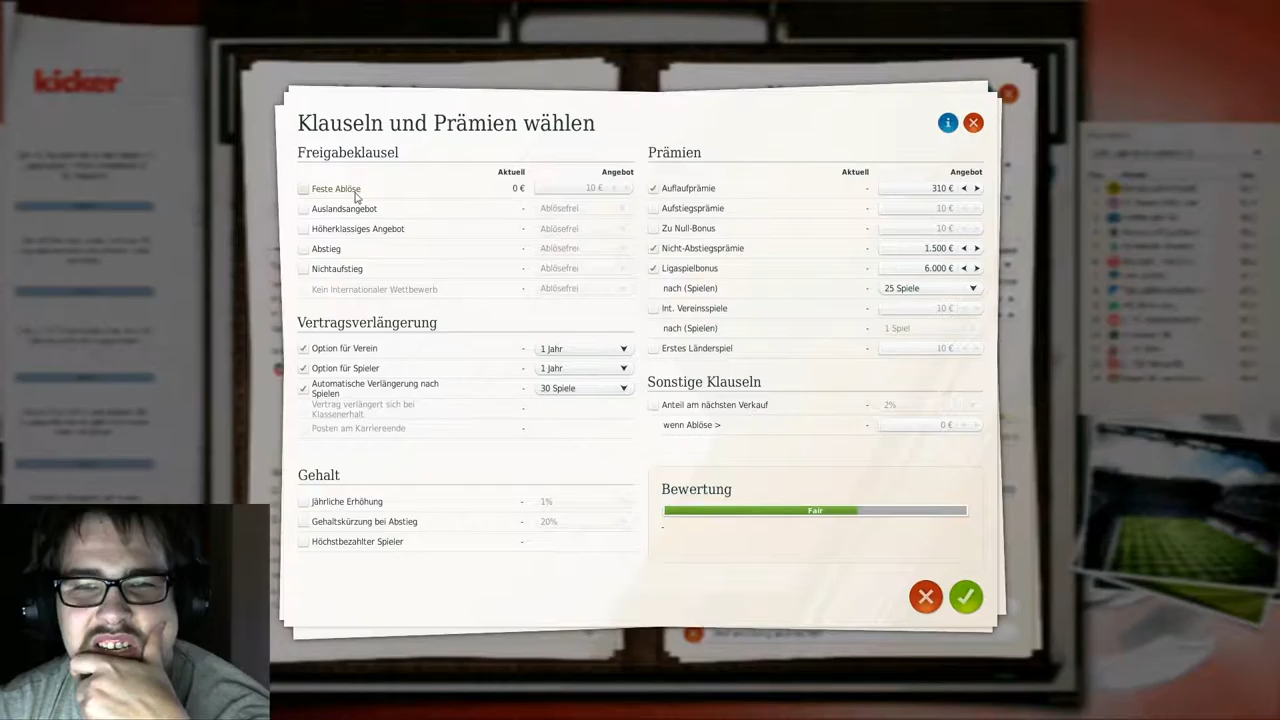 kicker
Klauseln und Prämien wählen
Freigabeklausel
Aktuell Angebot
Feste Ablöse 0 € 10 €
Auslandsangebot - Ablösefrei
Höherklassiges Angebot - Ablösefrei
Abstieg - Ablösefrei
Nichtaufstieg - Ablösefrei
Kein Internationaler Wettbewerb - Ablösefrei
Vertragsverlängerung
Option für Verein - 1 Jahr
Option für Spieler - 1 Jahr
Automatische Verlängerung nach
Spielen - 30 Spiele
Vertrag verlängert sich bei
Klassenerhalt -
Posten am Karriereende -
Gehalt
Jährliche Erhöhung - 1%
Gehaltskürzung bei Abstieg - 20%
Höchstbezahlter Spieler -
Prämien
Aktuell Angebot
Auflaufprämie - 310 €
Aufstiegsprämie - 10 €
Zu Null-Bonus - 10 €
Nicht-Abstiegsprämie - 1.500 €
Ligaspielbonus - 6.000 €
nach (Spielen) - 25 Spiele
Int. Vereinsspiele - 10 €
nach (Spielen) - 1 Spiel
Erstes Länderspiel - 10 €
Sonstige Klauseln
Anteil am nächsten Verkauf - 2%
wenn Ablöse > - 0 €
Bewertung
Fair
-